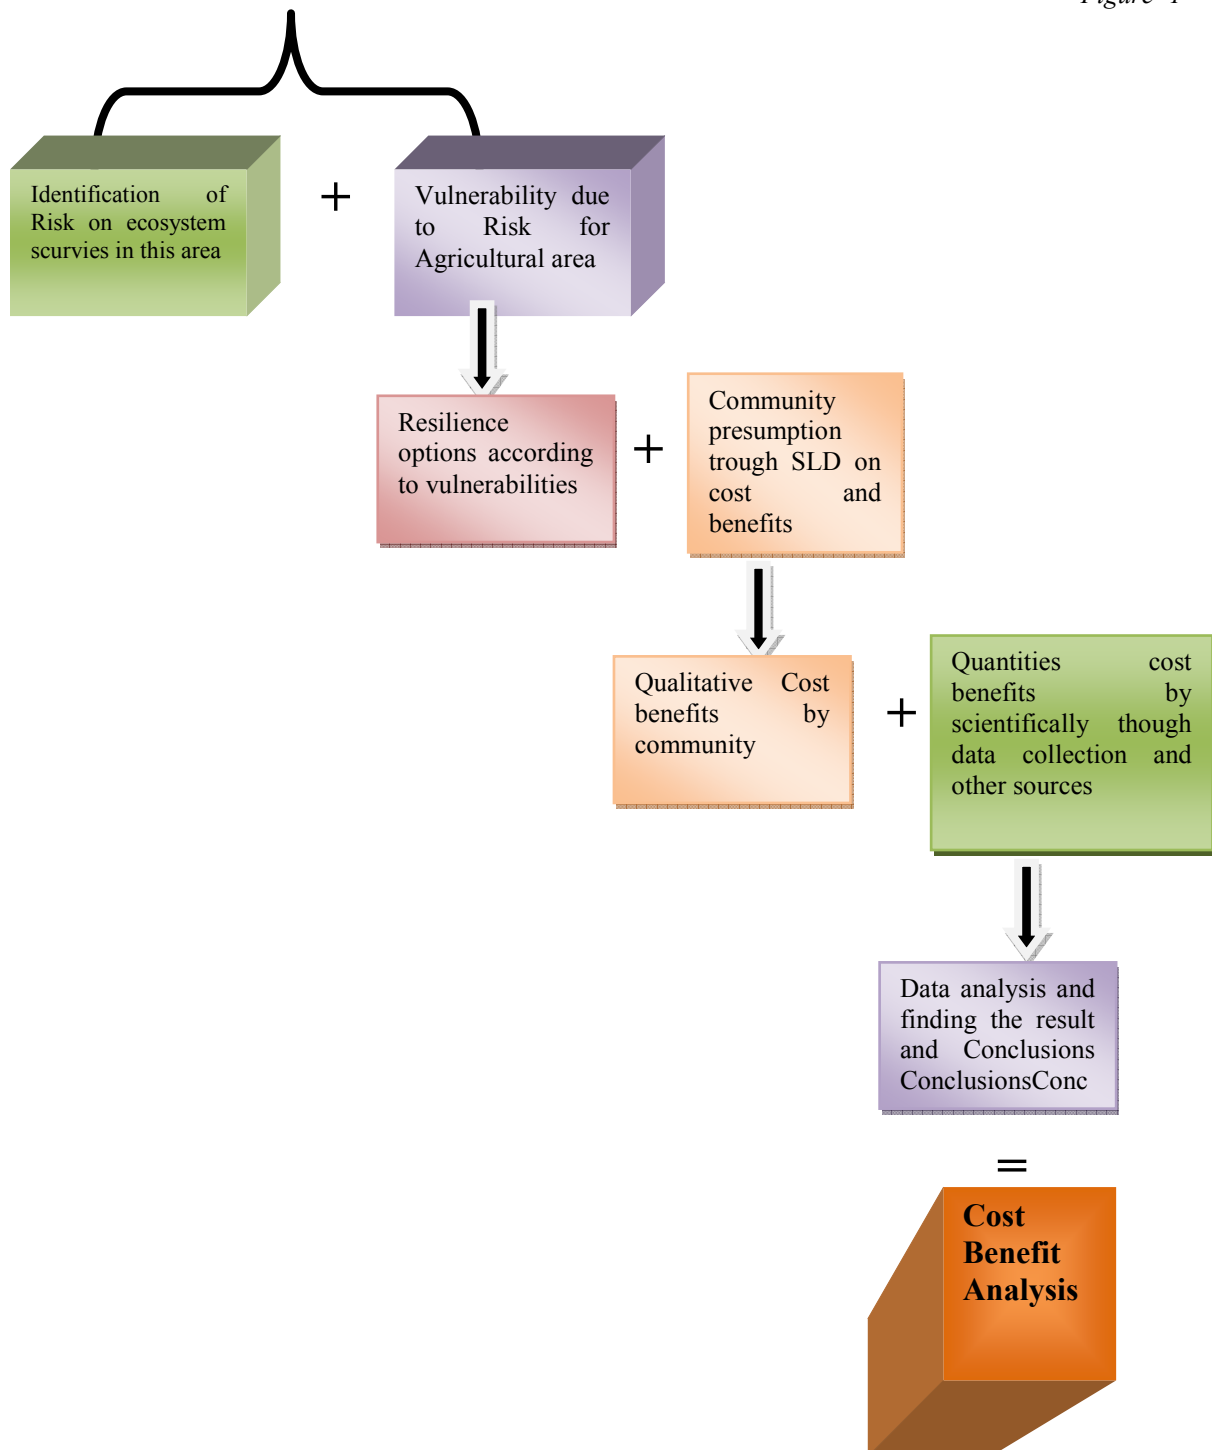 Identification of
Risk on ecosystem
scurvies in this area
+
Vulnerability due
to Risk for
Agricultural area
Resilience
options according
to vulnerabilities
+
Community
presumption
trough SLD on
cost and
benefits
Qualitative Cost
benefits by
community
+
Quantities cost
benefits by
scientifically though
data collection and
other sources
Data analysis and
finding the result
and Conclusions
ConclusionsConc
=
Cost
Benefit
Analysis